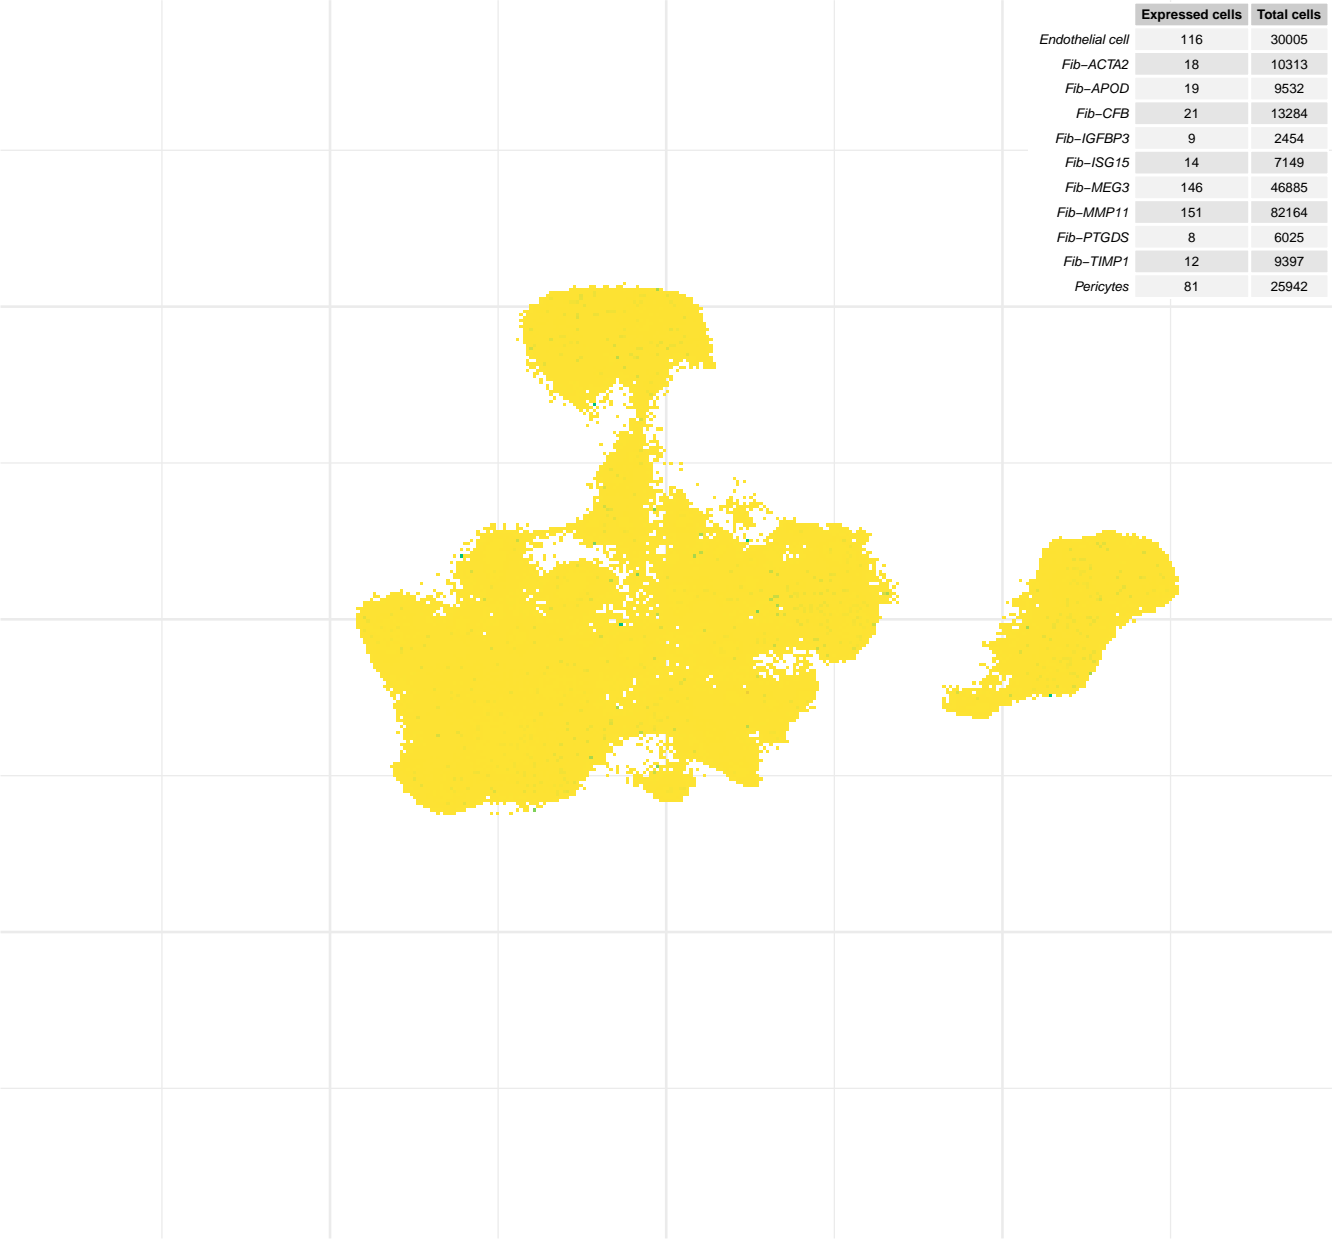 Expressed cells Total cells
Endothelial cell 116 30005
Fib−ACTA2 18 10313
Fib−APOD 19 9532
Fib−CFB 21 13284
Fib−IGFBP3 9 2454
Fib−ISG15 14 7149
Fib−MEG3 146 46885
Fib−MMP11 151 82164
Fib−PTGDS 8 6025
Fib−TIMP1 12 9397
Pericytes 81 25942